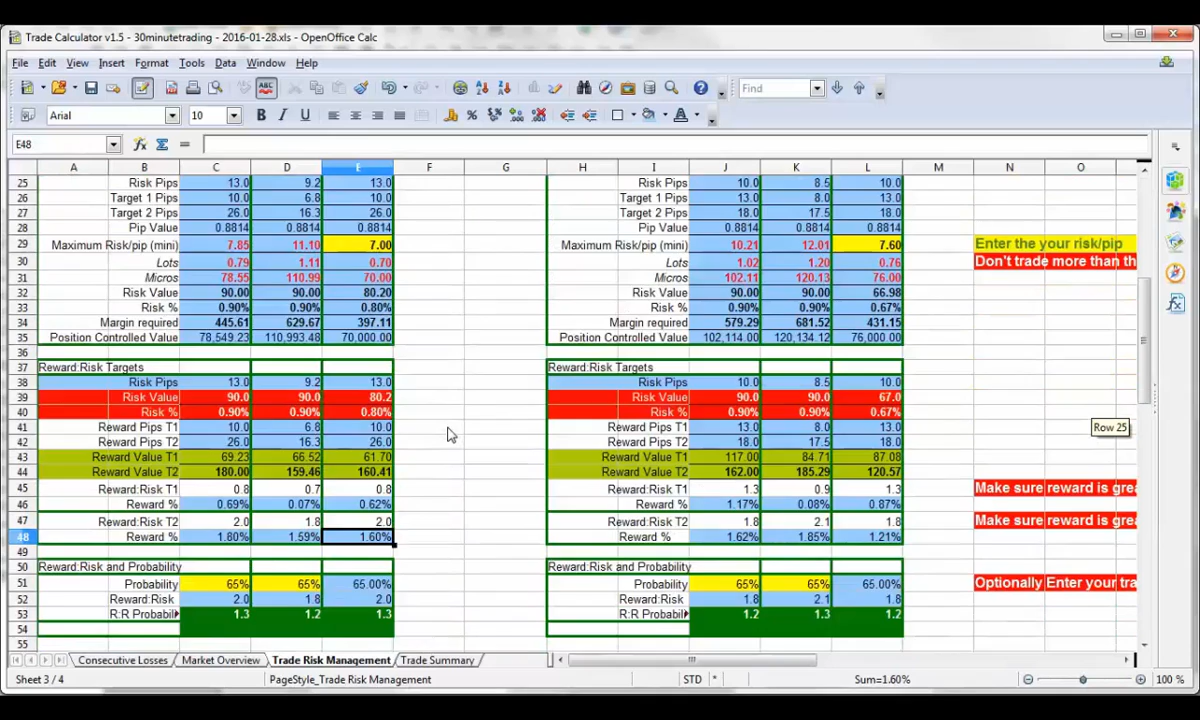 Trade Calculator v1.5 - 30minutetrading - 2016-01-28.xls - OpenOffice Calc
File Edit View Insert Format Tools Data Window Help
Find
Arial 10
E48
A B C D E F G H I J K L M N O
25 Risk Pips 13.0 9.2 13.0 Risk Pips 10.0 8.5 10.0
26 Target 1 Pips 10.0 6.8 10.0 Target 1 Pips 13.0 8.0 13.0
27 Target 2 Pips 26.0 16.3 26.0 Target 2 Pips 18.0 17.5 18.0
28 Pip Value 0.8814 0.8814 0.8814 Pip Value 0.8814 0.8814 0.8814
29 Maximum Risk/pip (mini) 7.85 11.10 7.00 Maximum Risk/pip (mini) 10.21 12.01 7.60 Enter the your risk/pip
30 Lots 0.79 1.11 0.70 Lots 1.02 1.20 0.76 Don't trade more than th
31 Micros 78.55 110.99 70.00 Micros 102.11 120.13 76.00
32 Risk Value 90.00 90.00 80.20 Risk Value 90.00 90.00 66.98
33 Risk % 0.90% 0.90% 0.80% Risk % 0.90% 0.90% 0.67%
34 Margin required 445.61 629.67 397.11 Margin required 579.29 681.52 431.15
35 Position Controlled Value 78,549.23 110,993.48 70,000.00 Position Controlled Value 102,114.00 120,134.12 76,000.00
36
37 Reward:Risk Targets Reward:Risk Targets
38 Risk Pips 13.0 9.2 13.0 Risk Pips 10.0 8.5 10.0
39 Risk Value 90.0 90.0 80.2 Risk Value 90.0 90.0 67.0
40 Risk % 0.90% 0.90% 0.80% Risk % 0.90% 0.90% 0.67%
41 Reward Pips T1 10.0 6.8 10.0 Reward Pips T1 13.0 8.0 13.0 Row 25
42 Reward Pips T2 26.0 16.3 26.0 Reward Pips T2 18.0 17.5 18.0
43 Reward Value T1 69.23 66.52 61.70 Reward Value T1 117.00 84.71 87.08
44 Reward Value T2 180.00 159.46 160.41 Reward Value T2 162.00 185.29 120.57
45 Reward:Risk T1 0.8 0.7 0.8 Reward:Risk T1 1.3 0.9 1.3 Make sure reward is grea
46 Reward % 0.69% 0.07% 0.62% Reward % 1.17% 0.08% 0.87%
47 Reward:Risk T2 2.0 1.8 2.0 Reward:Risk T2 1.8 2.1 1.8 Make sure reward is grea
48 Reward % 1.80% 1.59% 1.60% Reward % 1.62% 1.85% 1.21%
49
50 Reward:Risk and Probability Reward:Risk and Probability
51 Probability 65% 65% 65.00% Probability 65% 65% 65.00% Optionally Enter your tra
52 Reward:Risk 2.0 1.8 2.0 Reward:Risk 1.8 2.1 1.8
53 R:R Probabil 1.3 1.2 1.3 R:R Probabil 1.2 1.3 1.2
54
55
Consecutive Losses Market Overview Trade Risk Management Trade Summary
Sheet 3 / 4 PageStyle_Trade Risk Management STD * Sum=1.60% 100 %